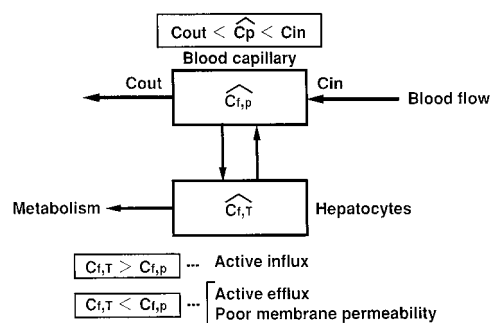 Cout < Ĉp < Cin
Blood capillary
Cout
Cin
Ĉf,p
Blood flow
Metabolism
Ĉf,T
Hepatocytes
Cf,T > Cf,p --- Active influx
Cf,T < Cf,p --- Active efflux
Poor membrane permeability